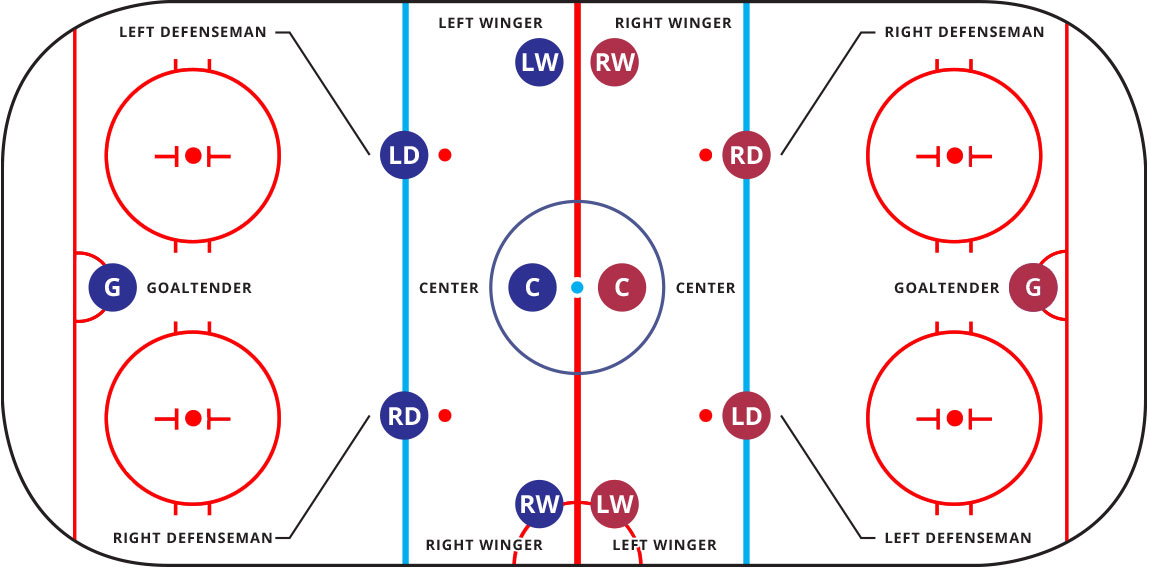 LEFT WINGER
RIGHT WINGER
LEFT DEFENSEMAN
RIGHT DEFENSEMAN
LW
RW
LD
RD
G
GOALTENDER
CENTER
C
C
CENTER
GOALTENDER
G
RD
LD
RW
LW
RIGHT DEFENSEMAN
RIGHT WINGER
LEFT WINGER
LEFT DEFENSEMAN